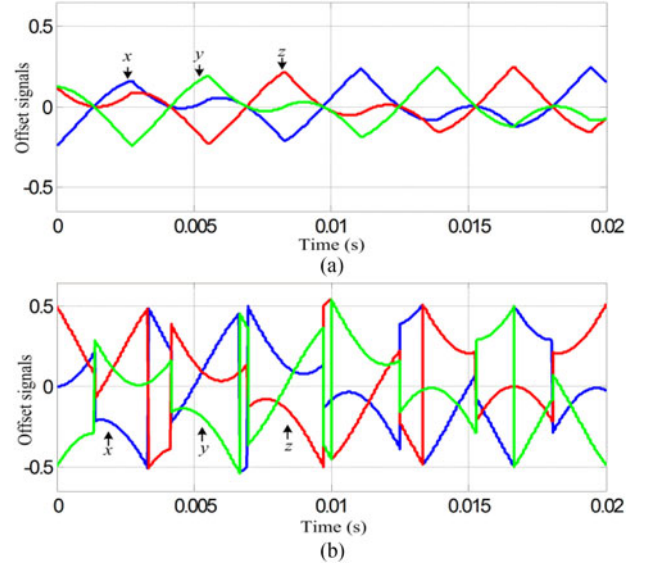 0.5
x
y
z
Offset signals
0
-0.5
0
0.005
0.01
0.015
0.02
Time (s)
(a)
0.5
Offset signals
0
x
y
z
-0.5
0
0.005
0.01
0.015
0.02
Time (s)
(b)